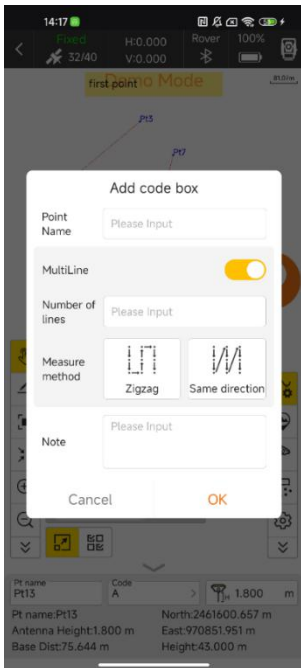 14:17
Fixed
H:0.000
Rover
100%
32/40
V:0.000
first point
Demo Mode
Pt5
Pt7
Add code box
Point Name
Please Input
MultiLine
Number of lines
Please Input
Measure method
Zigzag
Same direction
Note
Please Input
Cancel
OK
Pt name
Pt13
Code
A
1.800 m
Pt name:Pt13
North:2461600.657 m
Antenna Height:1.800 m
East:970851.951 m
Base Dist:75.644 m
Height:43.000 m